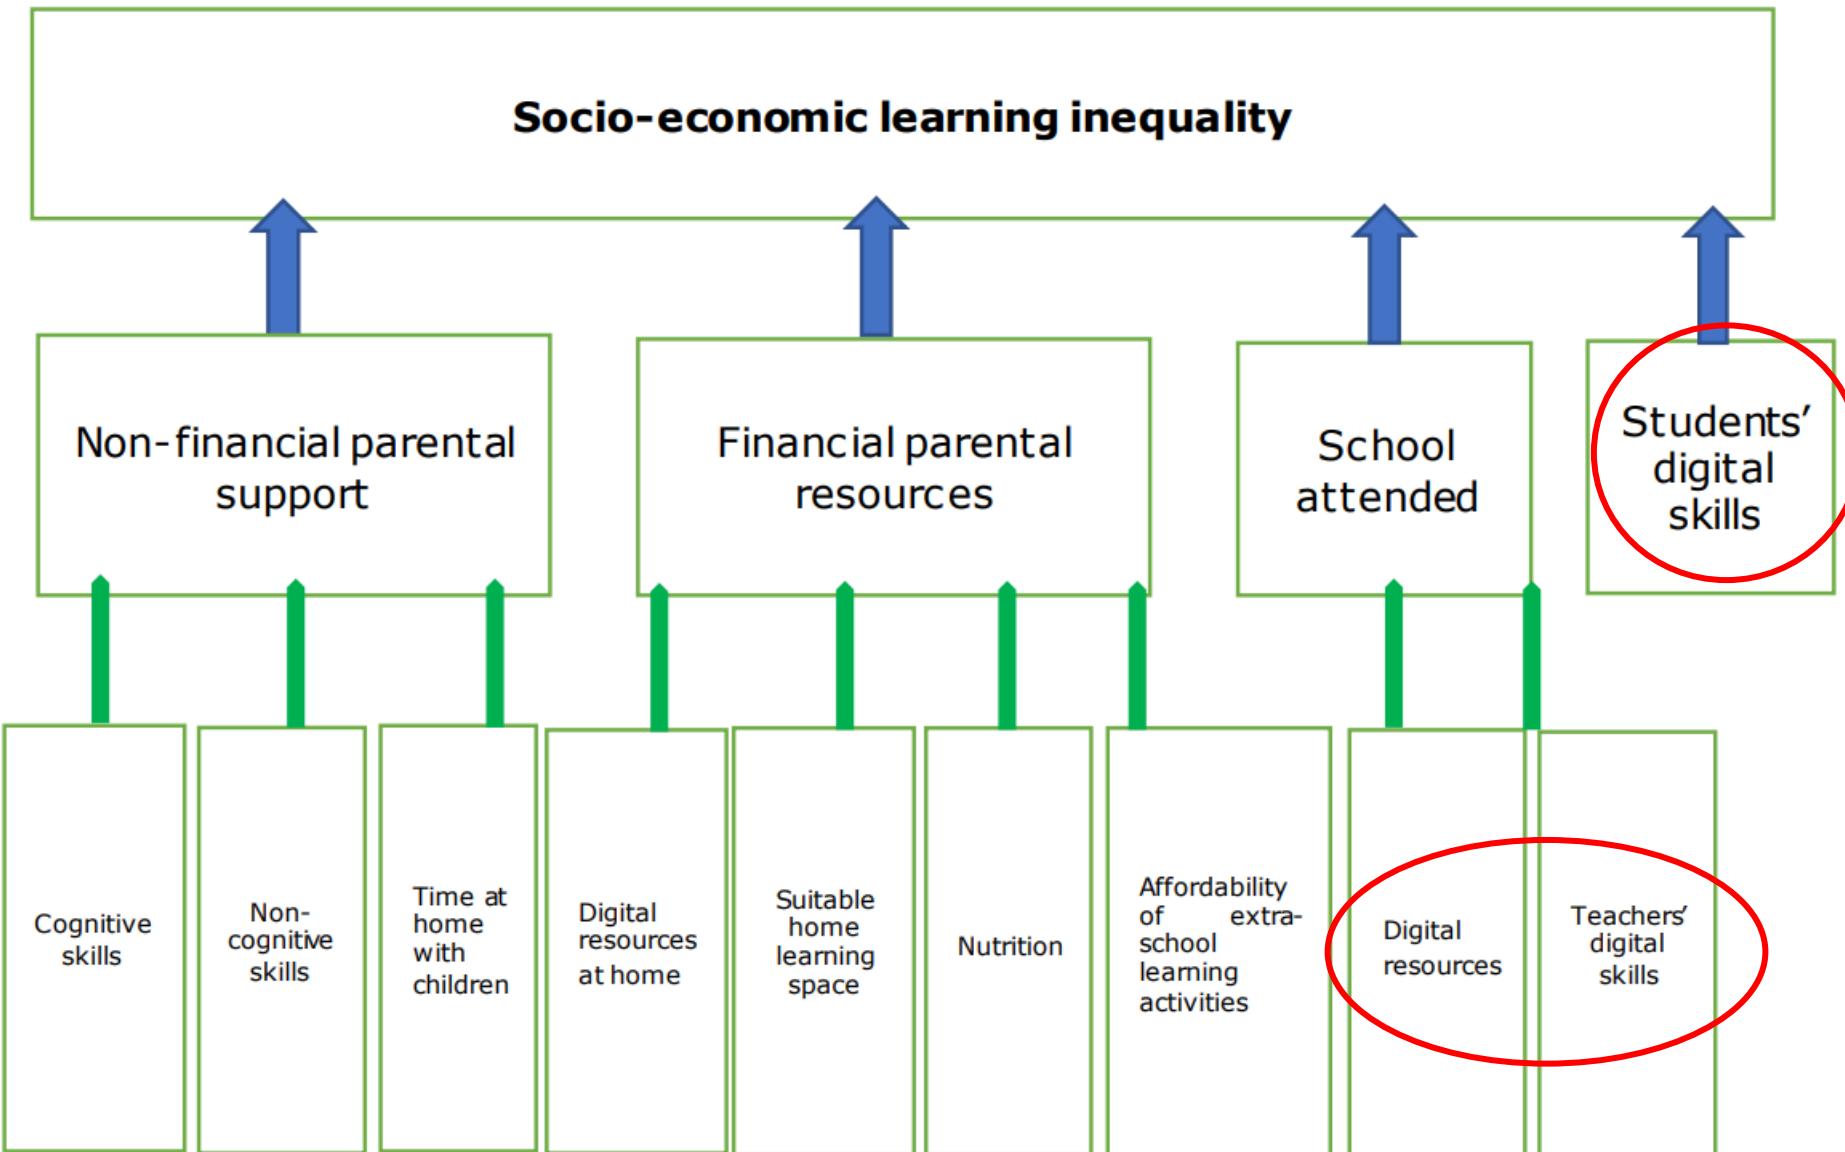 Socio-economic learning inequality
Non-financial parental
support
Financial parental
resources
School
attended
Students’
digital
skills
Cognitive
skills
Non-
cognitive
skills
Time at
home
with
children
Digital
resources
at home
Suitable
home
learning
space
Nutrition
Affordability
of extra-
school
learning
activities
Digital
resources
Teachers’
digital
skills